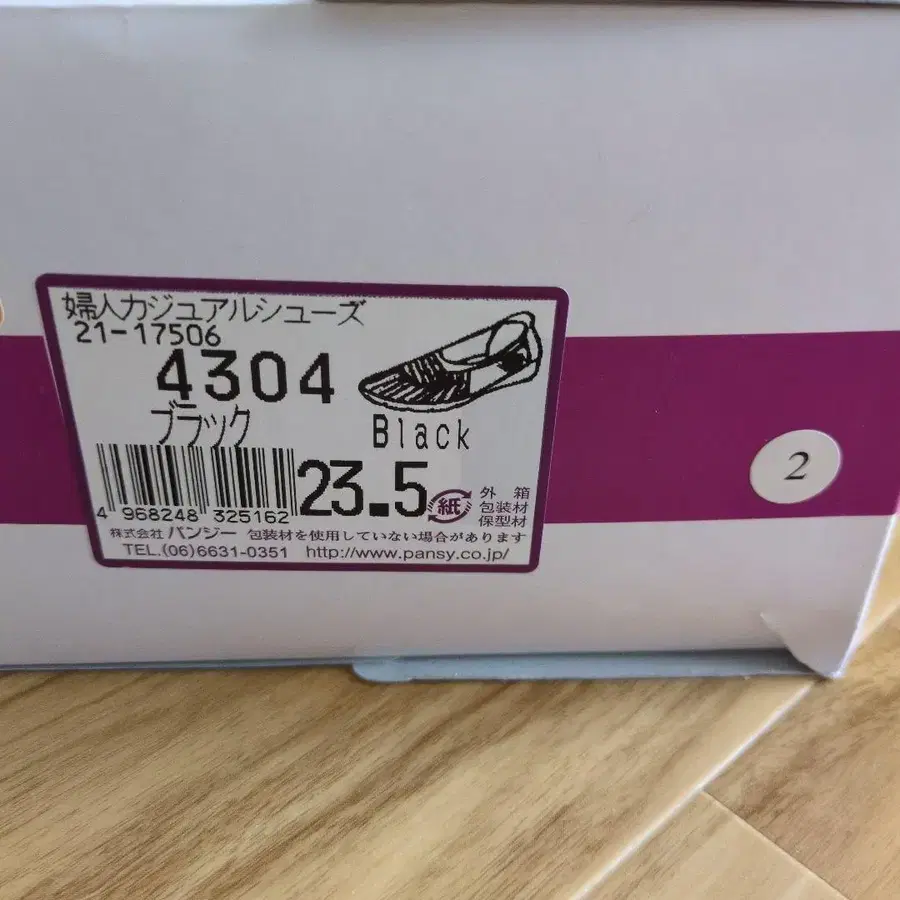 婦人カジュアルシューズ
21-17506
4304
ブラック
Black
23.5
紙
外箱
包装材
保型材
4 968248 325162
株式会社 パンジー 包装材を使用していない場合があります
TEL.(06)6631-0351 http://www.pansy.co.jp/
2